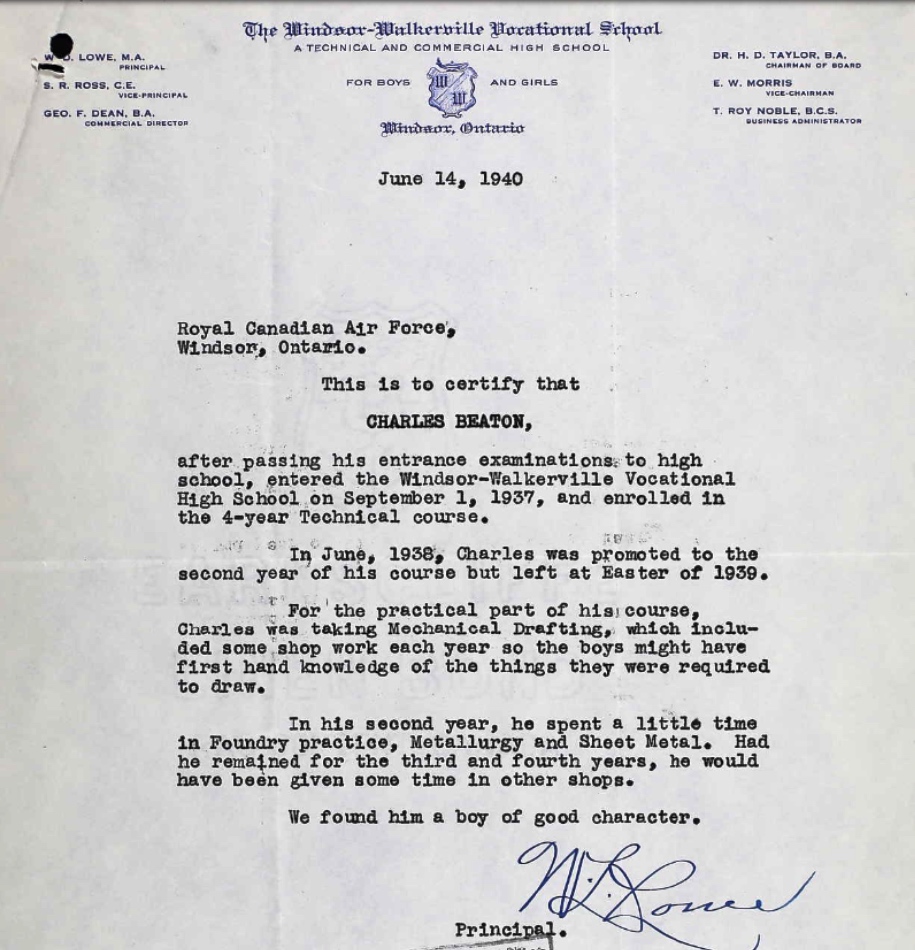 The Windsor-Walkerville Vocational School
A TECHNICAL AND COMMERCIAL HIGH SCHOOL
FOR BOYS AND GIRLS
Windsor, Ontario
LOWE, M.A.
PRINCIPAL
S. R. ROSS, C.E.
VICE-PRINCIPAL
GEO. F. DEAN, B.A.
COMMERCIAL DIRECTOR
DR. H. D. TAYLOR, B.A.
CHAIRMAN OF BOARD
E. W. MORRIS
VICE-CHAIRMAN
T. ROY NOBLE, B.C.S.
BUSINESS ADMINISTRATOR
W W
June 14, 1940
Royal Canadian Air Force,
Windsor, Ontario.
This is to certify that
CHARLES BEATON,
after passing his entrance examinations to high
school, entered the Windsor-Walkerville Vocational
High School on September 1, 1937, and enrolled in
the 4-year Technical course.
In June, 1938, Charles was promoted to the
second year of his course but left at Easter of 1939.
For the practical part of his course,
Charles was taking Mechanical Drafting, which inclu-
ded some shop work each year so the boys might have
first hand knowledge of the things they were required
to draw.
In his second year, he spent a little time
in Foundry practice, Metallurgy and Sheet Metal. Had
he remained for the third and fourth years, he would
have been given some time in other shops.
We found him a boy of good character.
Principal.